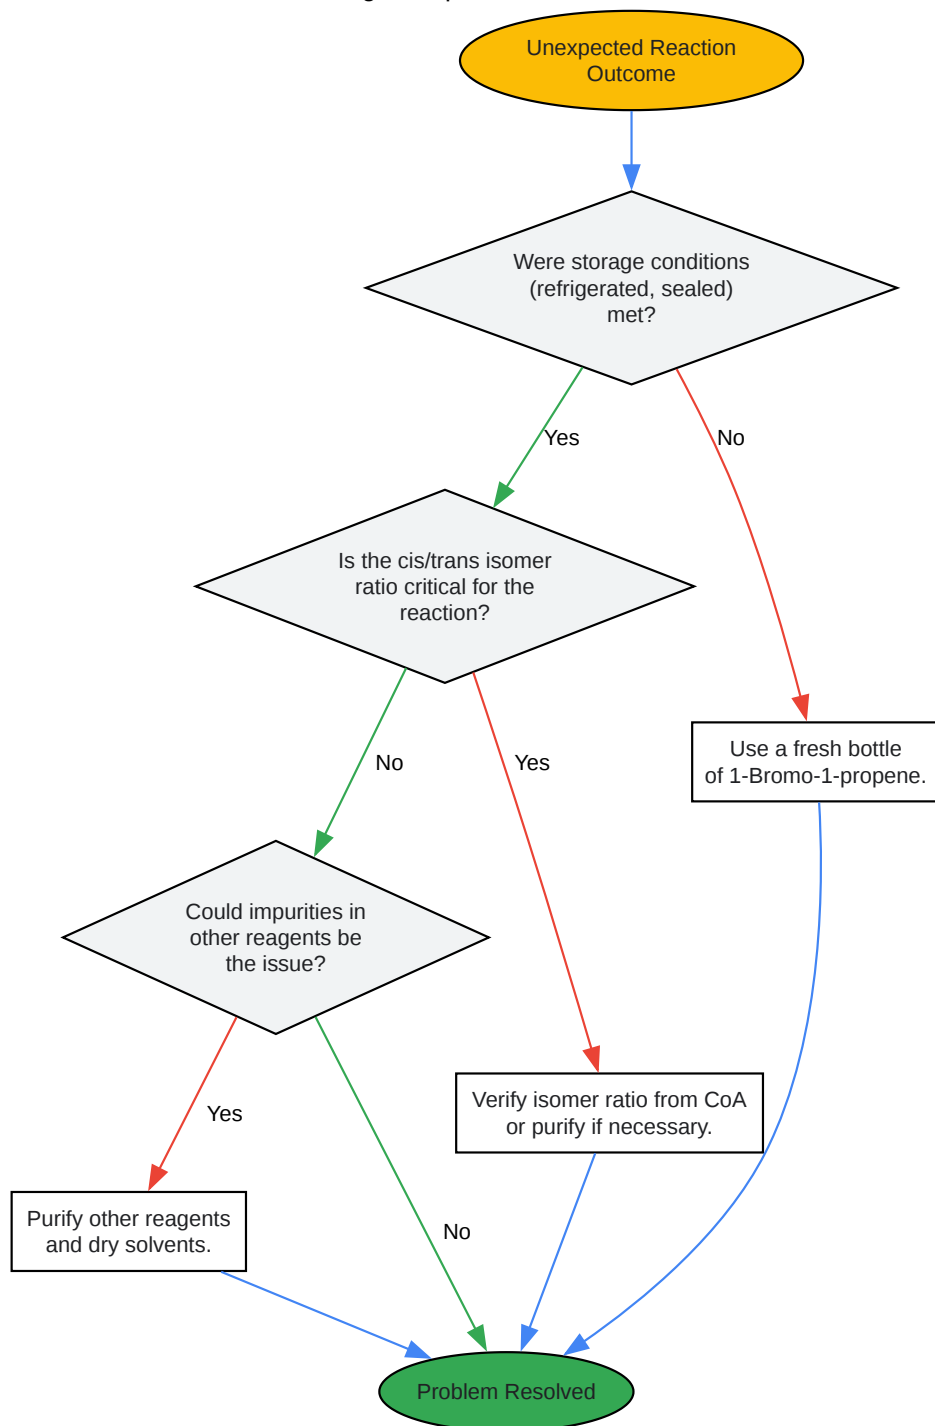 Unexpected Reaction
Outcome
Were storage conditions
(refrigerated, sealed)
met?
Yes
No
Is the cis/trans isomer
ratio critical for the
reaction?
No
Yes
Use a fresh bottle
of 1-Bromo-1-propene.
Could impurities in
other reagents be
the issue?
Yes
No
Verify isomer ratio from CoA
or purify if necessary.
Purify other reagents
and dry solvents.
Problem Resolved